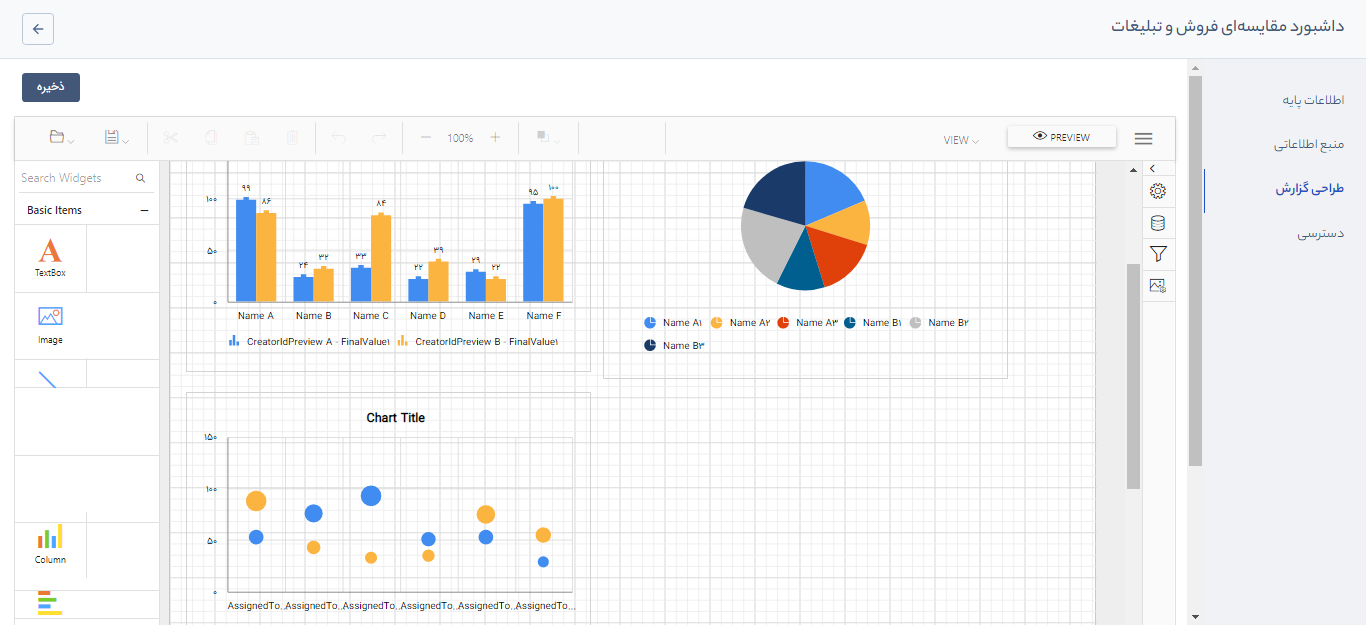 داشبورد مقایسه‌ای فروش و تبلیغات
ذخیره
اطلاعات پایه
منبع اطلاعاتی
طراحی گزارش
دسترسی
100%
VIEW
PREVIEW
Search Widgets
Basic Items
TextBox
Image
Column
۱۰۰
۵۰
۰
۹۹ ۸۶ ۲۴ ۳۲ ۳۳ ۸۴ ۲۲ ۳۹ ۲۹ ۲۲ ۹۵ ۱۰۰
Name A Name B Name C Name D Name E Name F
CreatorIdPreview A - FinalValue۱ CreatorIdPreview B - FinalValue۱
Name A۱ Name A۲ Name A۳ Name B۱ Name B۲
Name B۳
Chart Title
۱۵۰
۱۰۰
۵۰
۰
AssignedTo... AssignedTo... AssignedTo... AssignedTo... AssignedTo... AssignedTo...